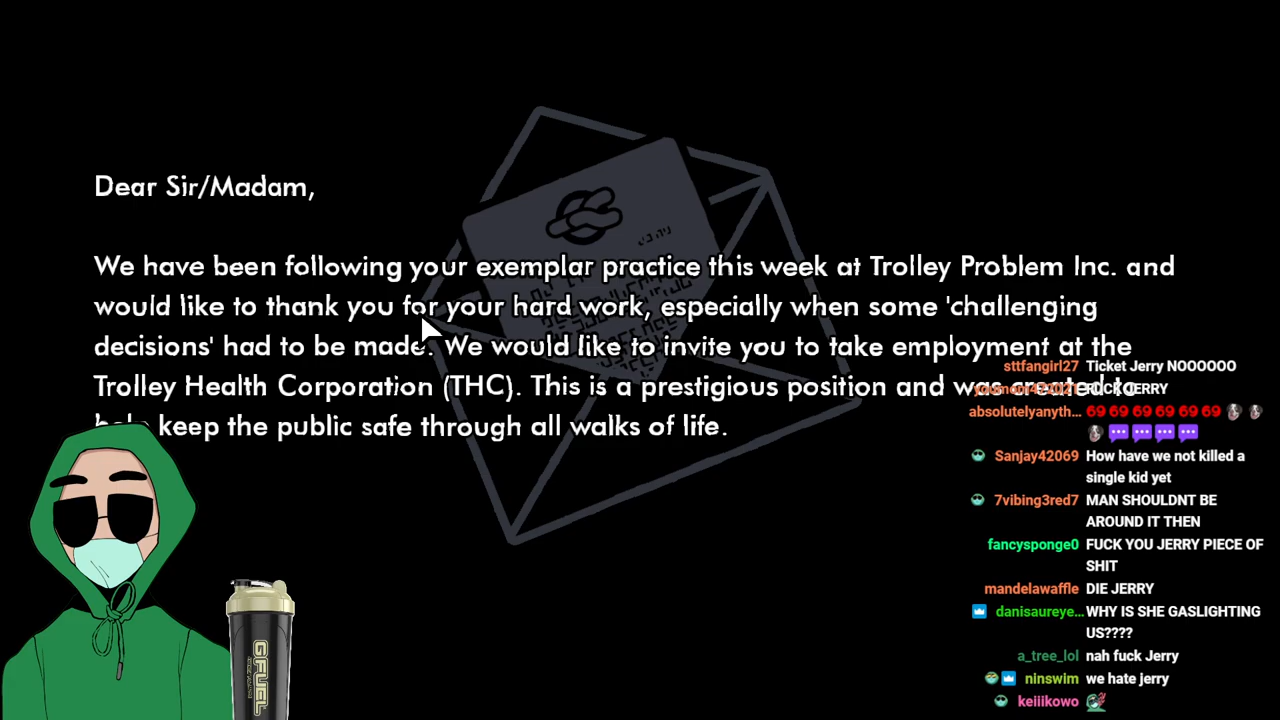 Dear Sir/Madam,
We have been following your exemplar practice this week at Trolley Problem Inc. and
would like to thank you for your hard work, especially when some 'challenging
decisions' had to be made. We would like to invite you to take employment at the
Trolley Health Corporation (THC). This is a prestigious position and was created to
help keep the public safe through all walks of life.
sttfangirl27 Ticket Jerry NOOOOOO
JERRY
absolutelyanyth... 69 69 69 69 69 69
Sanjay42069 How have we not killed a
single kid yet
7vibing3red7 MAN SHOULDNT BE
AROUND IT THEN
fancysponge0 FUCK YOU JERRY PIECE OF
SHIT
mandelawaffle DIE JERRY
danisaureye... WHY IS SHE GASLIGHTING
US????
a_tree_lol nah fuck Jerry
ninswim we hate jerry
keiiikowo
GFUEL